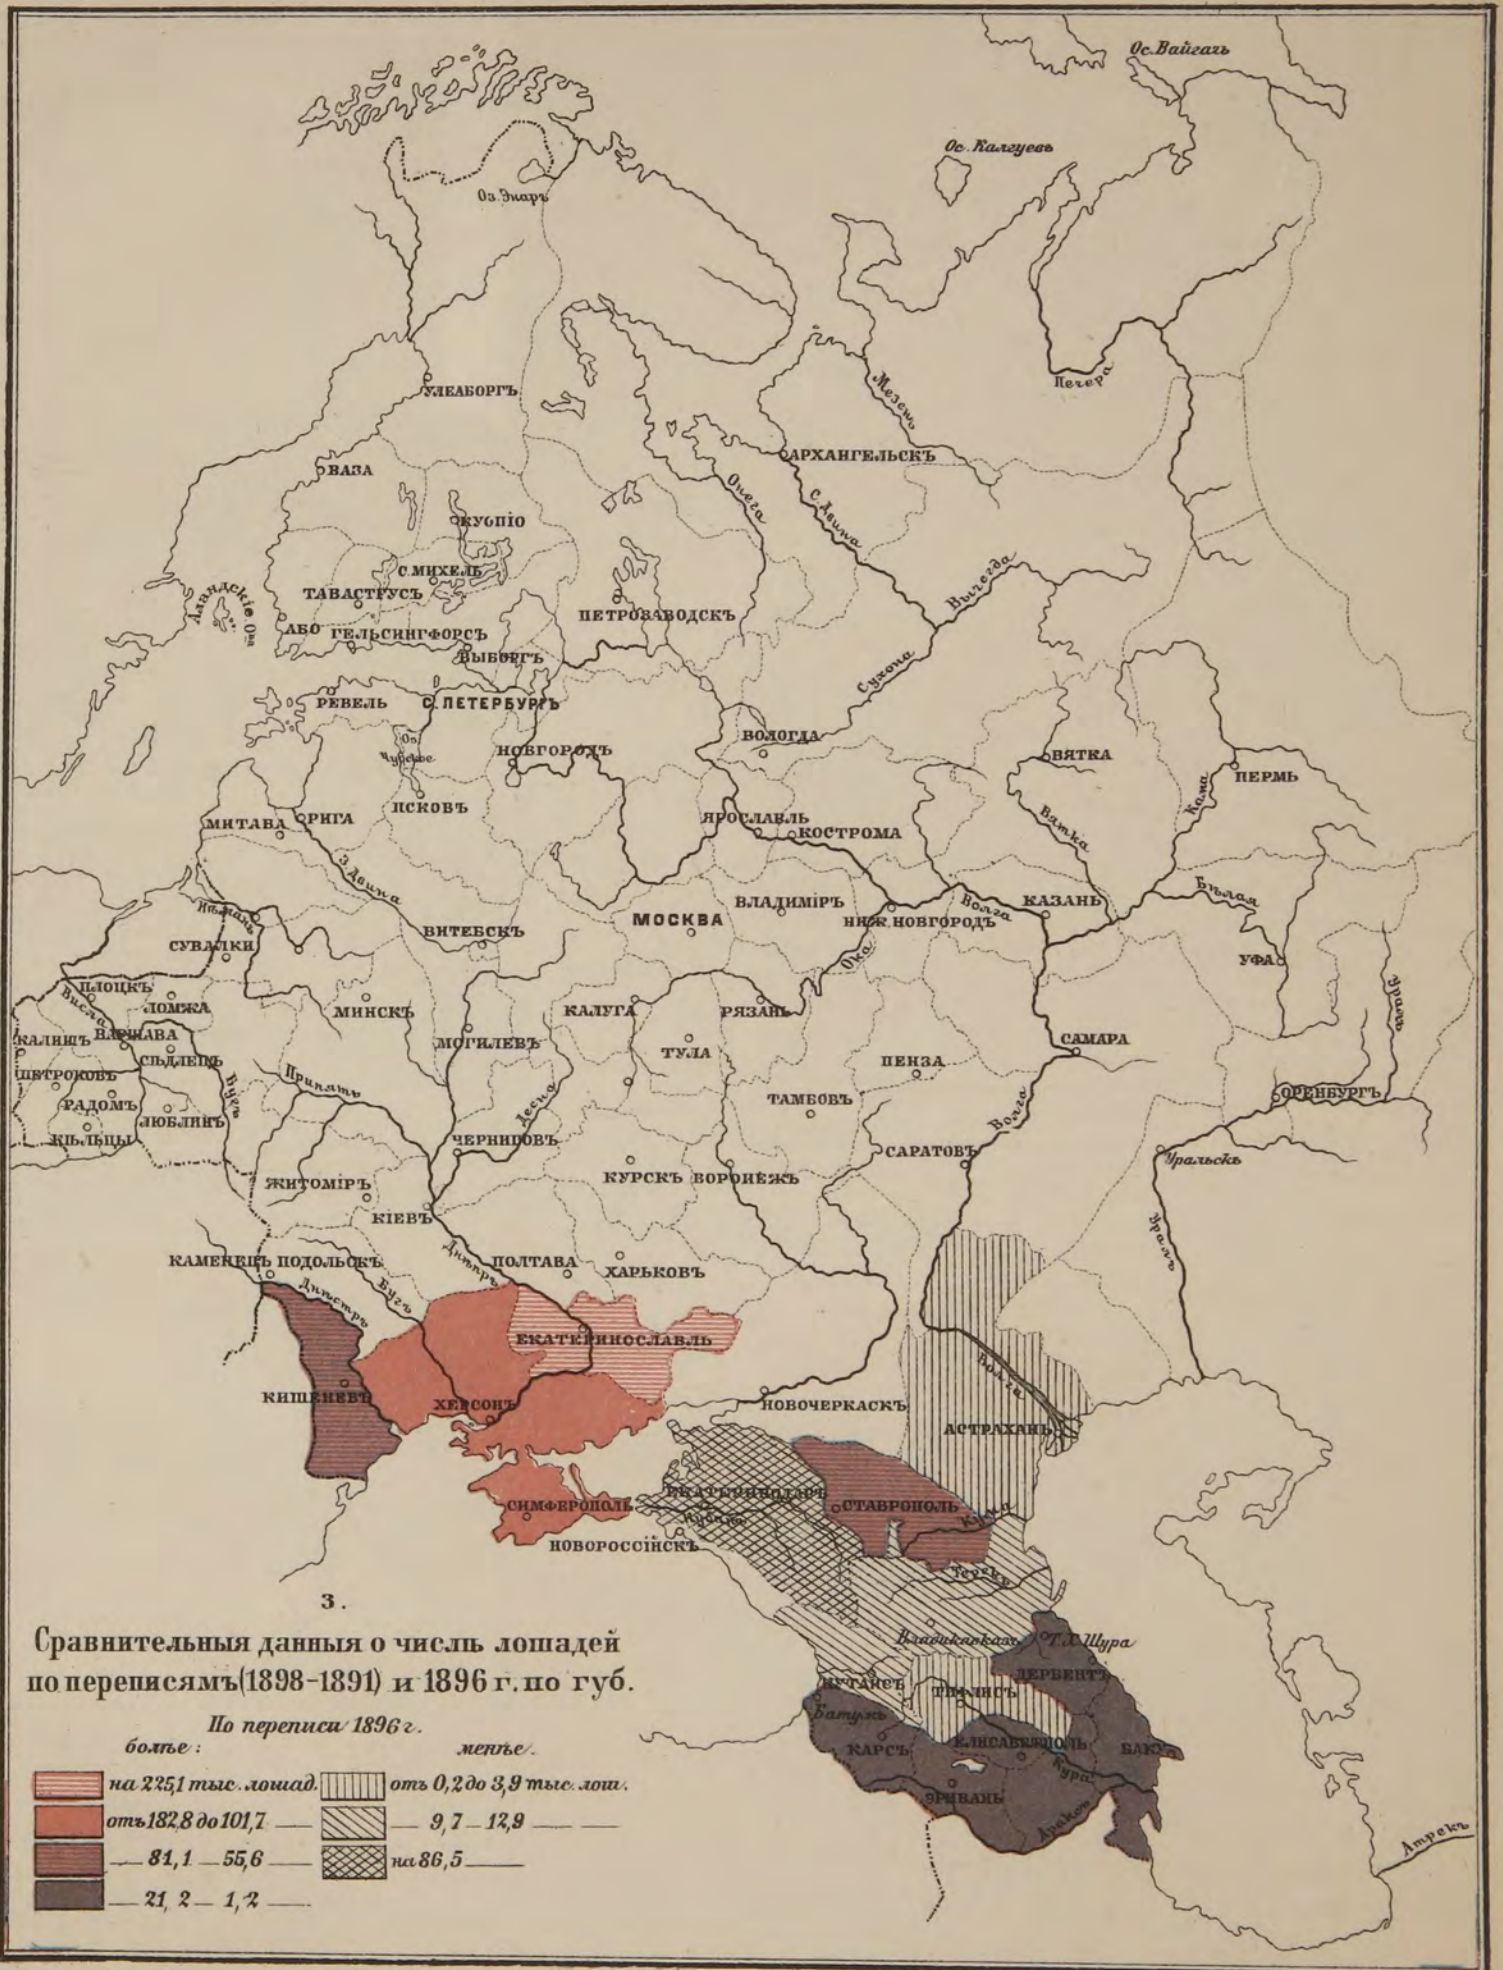 Ос. Вайгачъ
Ос. Калгуевъ
Оз. Энаръ
Печера
УЛЕАБОРГЪ
Мезень
АРХАНГЕЛЬСКЪ
ВАЗА
Онега
С. Двина
КУОПІО
С. МИХЕЛЬ
ТАВАСТГУСЪ
Вычегда
Аландскіе О-ва
АБО
ГЕЛЬСИНГФОРСЪ
ПЕТРОЗАВОДСКЪ
ВЫБОРГЪ
Сухона
РЕВЕЛЬ
С. ПЕТЕРБУРГЪ
Оз. Чудское
НОВГОРОДЪ
ВОЛОГДА
ВЯТКА
ПЕРМЬ
ПСКОВЪ
Кама
МИТАВА
РИГА
ЯРОСЛАВЛЬ
КОСТРОМА
Вятка
З. Двина
Нѣманъ
ВЛАДИМІРЪ
Волга
КАЗАНЬ
Бѣлая
МОСКВА
НИЖ. НОВГОРОДЪ
ВИТЕБСКЪ
СУВАЛКИ
Ока
УФА
ПЛОЦКЪ
Висла
ЛОМЖА
МИНСКЪ
КАЛУГА
РЯЗАНЬ
Уралъ
КАЛИШЪ
ВАРШАВА
МОГИЛЕВЪ
ТУЛА
САМАРА
СѢДЛЕЦЪ
ПЕНЗА
ПЕТРОКОВЪ
Бугъ
Припять
РАДОМЪ
Десна
ТАМБОВЪ
Волга
ОРЕНБУРГЪ
ЛЮБЛИНЪ
КѢЛЬЦЫ
ЧЕРНИГОВЪ
САРАТОВЪ
Уральскъ
ЖИТОМІРЪ
КУРСКЪ
ВОРОНЕЖЪ
КІЕВЪ
Уралъ
КАМЕНЕЦЪ ПОДОЛЬСКЪ
Днѣпръ
ПОЛТАВА
ХАРЬКОВЪ
Днѣстръ
Бугъ
ЕКАТЕРИНОСЛАВЛЬ
Волга
КИШЕНЕВЪ
ХЕРСОНЪ
НОВОЧЕРКАСКЪ
АСТРАХАНЬ
СИМФЕРОПОЛЬ
ЕКАТЕРИНОДАРЪ
Кубань
СТАВРОПОЛЬ
Кума
НОВОРОССІЙСКЪ
Терекъ
Владикавказъ
Т. Х. Шура
КУТАИСЪ
ТИФЛИСЪ
ДЕРБЕНТЪ
Батумъ
КАРСЪ
ЕЛИСАВЕТПОЛЬ
БАКУ
Кура
ЭРИВАНЬ
Араксъ
Атрекъ
3.
Сравнительныя данныя о числѣ лошадей
по переписямъ (1898-1891) и 1896 г. по губ.
По переписи 1896 г.
болѣе: менѣе.
на 225,1 тыс. лошад. отъ 0,2 до 3,9 тыс. лош.
отъ 182,8 до 101,7 — — 9,7 — 12,9 — —
— 81,1 — 55,6 — на 86,5 —
— 21,2 — 1,2 —